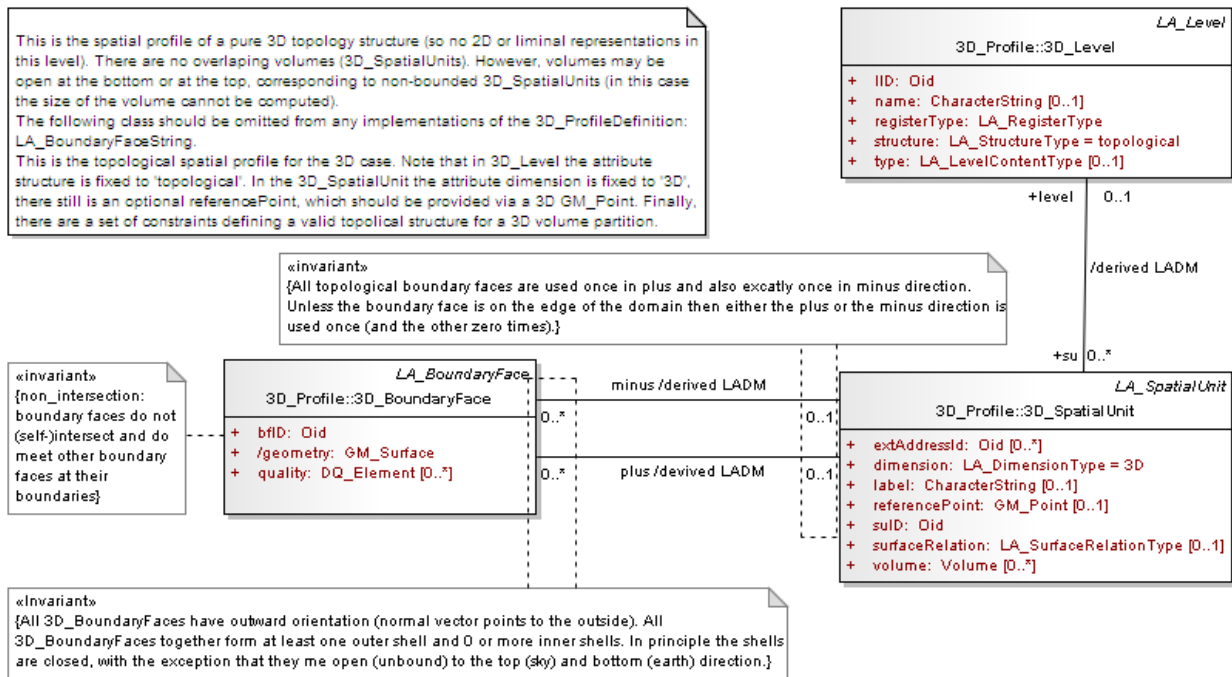 This is the spatial profile of a pure 3D topology structure (so no 2D or liminal representations in
this level). There are no overlaping volumes (3D_SpatialUnits). However, volumes may be
open at the bottom or at the top, corresponding to non-bounded 3D_SpatialUnits (in this case
the size of the volume cannot be computed).
The following class should be omitted from any implementations of the 3D_ProfileDefinition:
LA_BoundaryFaceString.
This is the topological spatial profile for the 3D case. Note that in 3D_Level the attribute
structure is fixed to 'topological'. In the 3D_SpatialUnit the attribute dimension is fixed to '3D',
there still is an optional referencePoint, which should be provided via a 3D GM_Point. Finally,
there are a set of constraints defining a valid topolical structure for a 3D volume partition.
LA_Level
3D_Profile::3D_Level
+ lID: Oid
+ name: CharacterString [0..1]
+ registerType: LA_RegisterType
+ structure: LA_StructureType = topological
+ type: LA_LevelContentType [0..1]
+level 0..1
/derived LADM
+su 0..*
«invariant»
{All topological boundary faces are used once in plus and also excatly once in minus direction.
Unless the boundary face is on the edge of the domain then either the plus or the minus direction is
used once (and the other zero times).}
«invariant»
{non_intersection:
boundary faces do not
(self-)intersect and do
meet other boundary
faces at their
boundaries}
LA_BoundaryFace
3D_Profile::3D_BoundaryFace
+ bfID: Oid
+ /geometry: GM_Surface
+ quality: DQ_Element [0..*]
minus /derived LADM
0..* 0..1
plus /devived LADM
0..* 0..1
LA_SpatialUnit
3D_Profile::3D_SpatialUnit
+ extAddressId: Oid [0..*]
+ dimension: LA_DimensionType = 3D
+ label: CharacterString [0..1]
+ referencePoint: GM_Point [0..1]
+ suID: Oid
+ surfaceRelation: LA_SurfaceRelationType [0..1]
+ volume: Volume [0..*]
«Invariant»
{All 3D_BoundaryFaces have outward orientation (normal vector points to the outside). All
3D_BoundaryFaces together form at least one outer shell and 0 or more inner shells. In principle the shells
are closed, with the exception that they me open (unbound) to the top (sky) and bottom (earth) direction.}